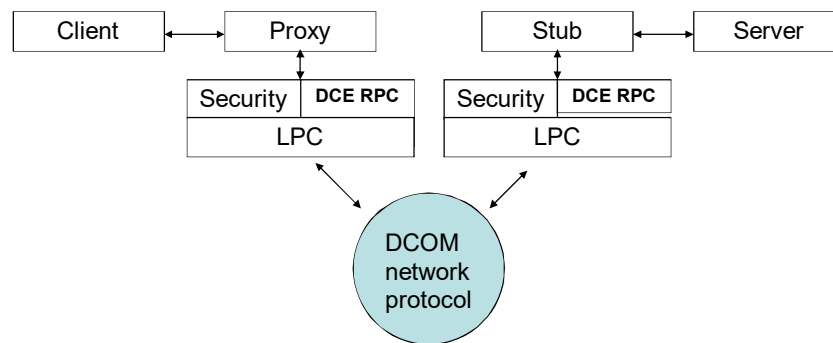 Client
Proxy
Stub
Server
Security
DCE RPC
Security
DCE RPC
LPC
LPC
DCOM
network
protocol